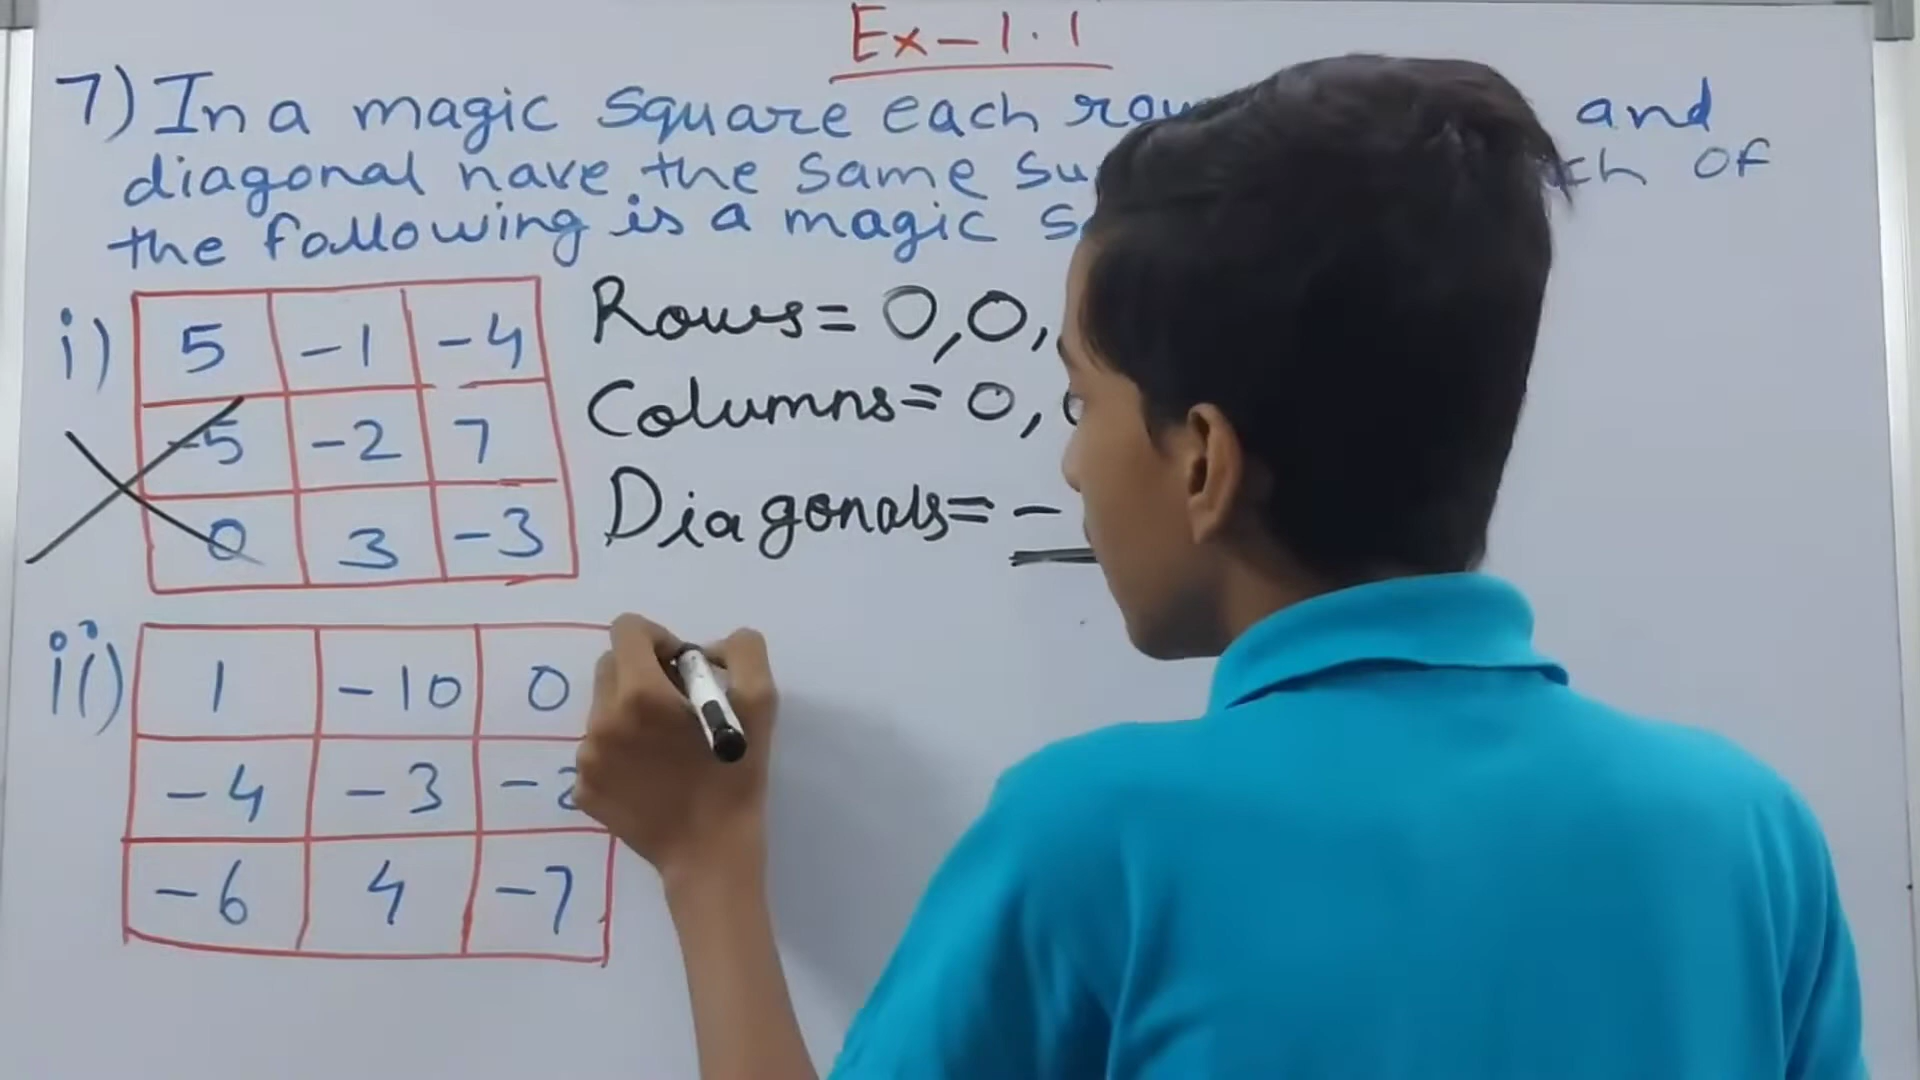 Ex-1.1
7) In a magic square each and
diagonal have the same of
the following is a magic
i)
5 -1 -4
-5 -2 7
0 3 -3
Rows= 0,0,
Columns= 0,
Diagonals= -
ii)
1 -10 0
-4 -3 -2
-6 4 -7